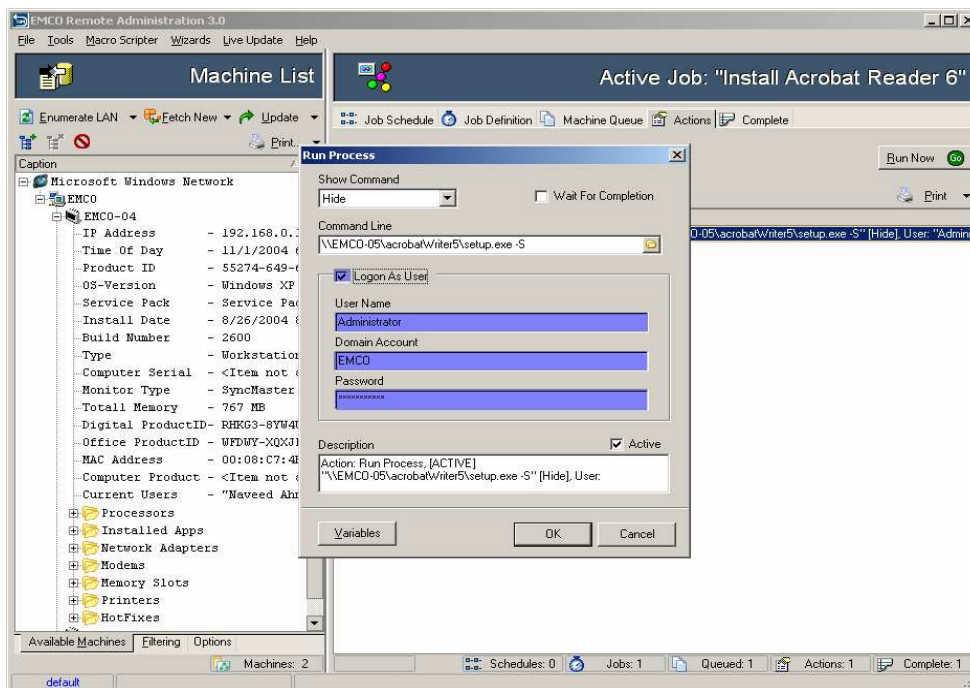 EMCO Remote Administration 3.0
File Tools Macro Scripter Wizards Live Update Help
Machine List
Active Job: "Install Acrobat Reader 6"
Enumerate LAN Fetch New Update
Job Schedule Job Definition Machine Queue Actions Complete
Print..
Run Now Go
Print
Caption
Microsoft Windows Network
EMCO
EMCO-04
IP Address - 192.168.0.
Time Of Day - 11/1/2004
Product ID - 55274-649-
OS-Version - Windows XP
Service Pack - Service
Install Date - 8/26/2004
Build Number - 2600
Type - Workstation
Computer Serial - <Item not
Monitor Type - SyncMaster
Totall Memory - 767 MB
Digital ProductID- RHKG3-
Office ProductID -
MAC Address - 00:08:C7:
Computer Product - <Item not
Current Users - "Naveed
Processors
Installed Apps
Network Adapters
Modems
Memory Slots
Printers
HotFixes
Available Machines Filtering Options
Machines: 2
default
Run Process
Show Command
Hide
Wait For Completion
Command Line
\\EMCO-05\acrobatWriter5\setup.exe -S
Logon As User
User Name
Administrator
Domain Account
EMCO
Password
***********
Description
Active
Action: Run Process, [ACTIVE]
"\\EMCO-05\acrobatWriter5\setup.exe -S" [Hide], User:
Variables OK Cancel
0-05\acrobatWriter5\setup.exe -S" [Hide], User: "Admini
Schedules: 0 Jobs: 1 Queued: 1 Actions: 1 Complete: 1